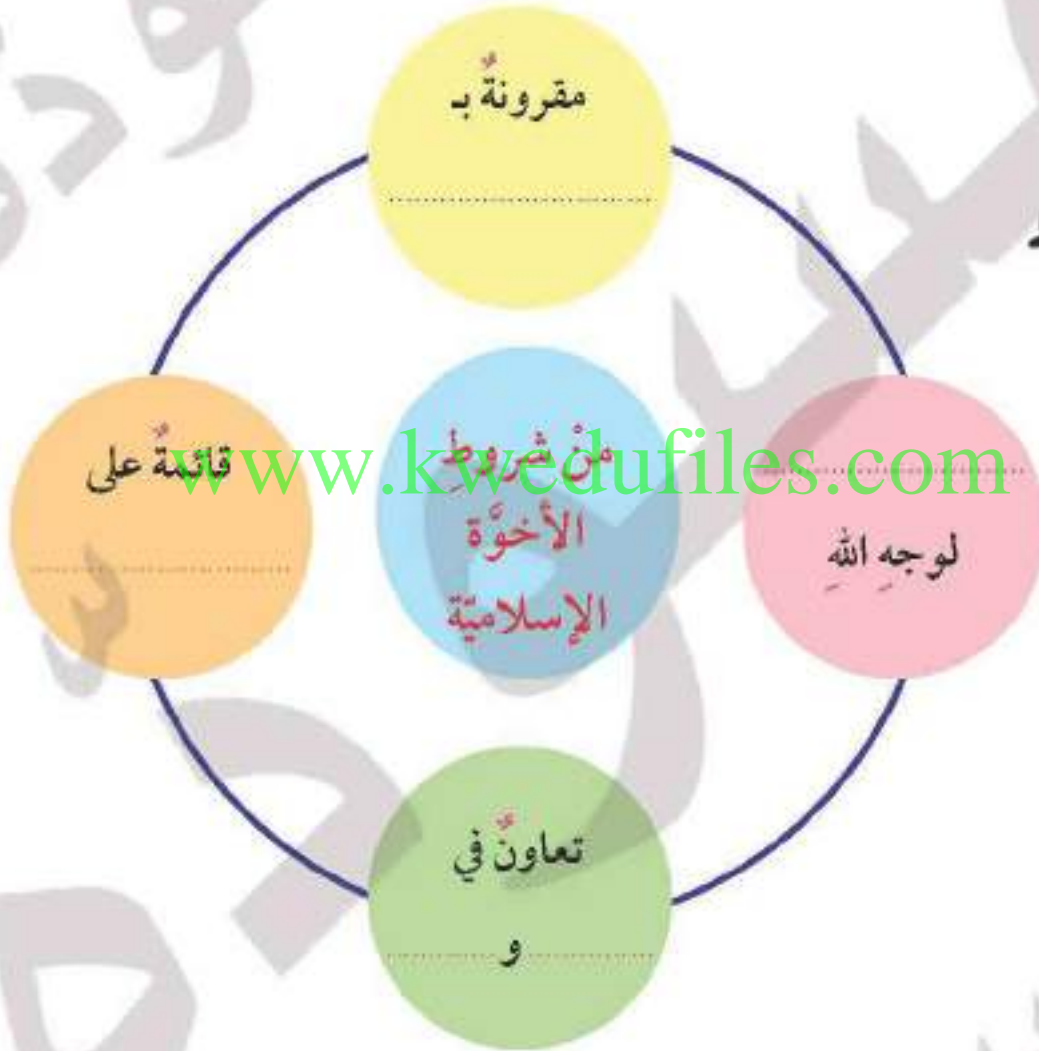 مقرونةٌ بـ
................................
منْ شروطِ
الأخوَّة
الإسلاميّة
................................
لوجهِ اللهِ
تعاونٌ في
................ و ................
قائمةٌ على
................................
www.kwedufiles.com